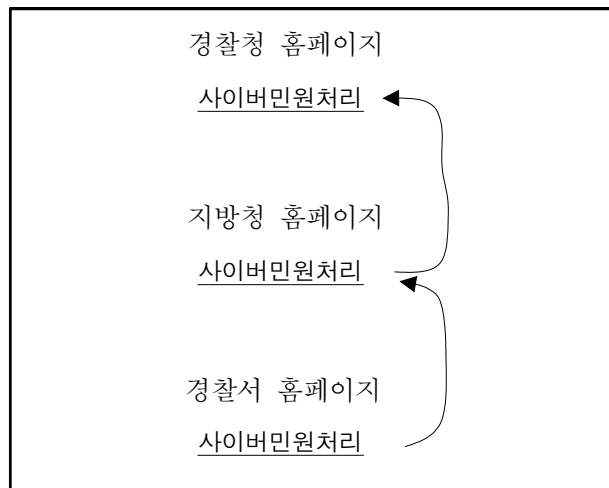 경찰청 홈페이지
사이버민원처리
지방청 홈페이지
사이버민원처리
경찰서 홈페이지
사이버민원처리